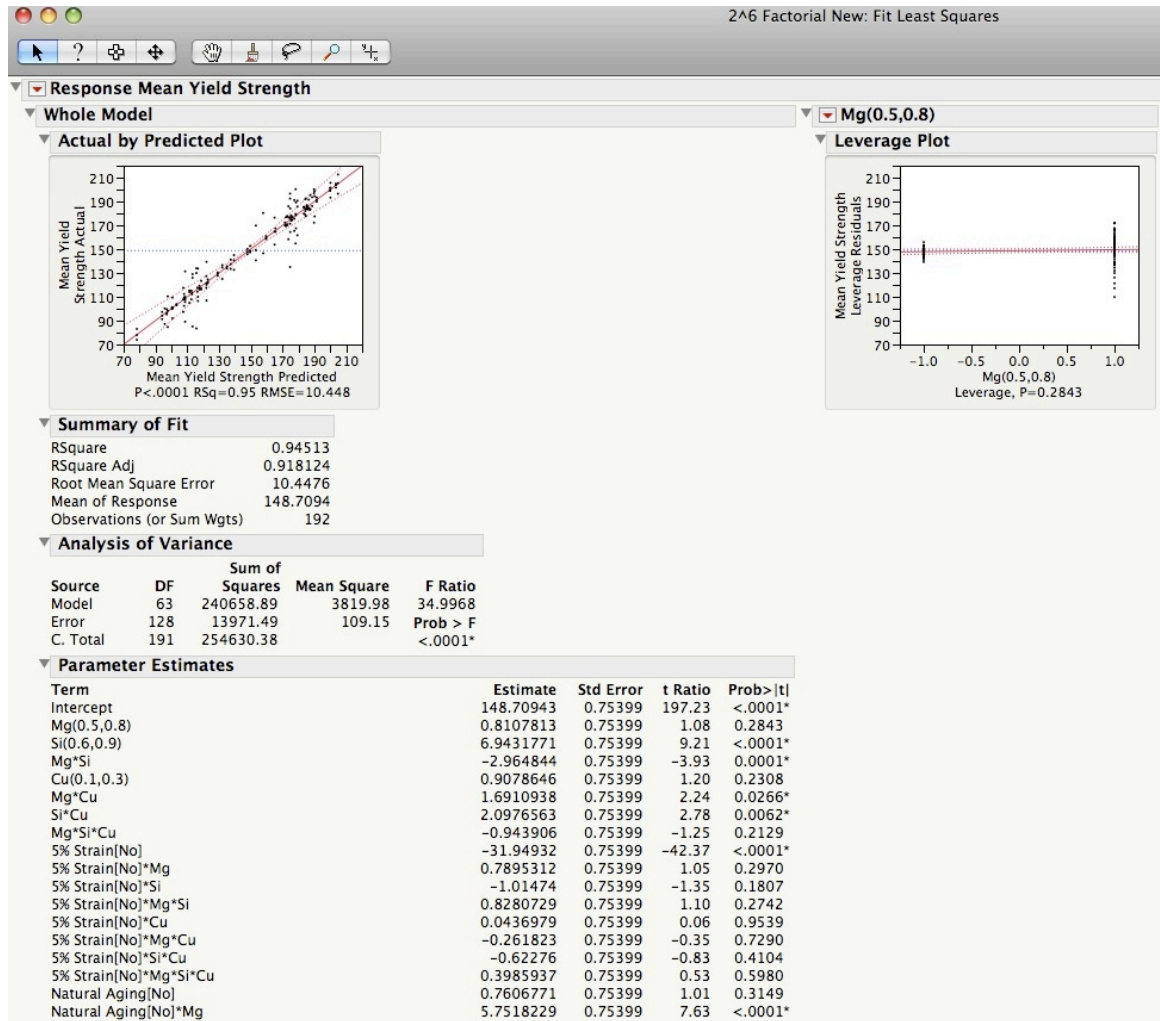 2^6 Factorial New: Fit Least Squares
Response Mean Yield Strength
Whole Model
Actual by Predicted Plot
210
190
170
150
130
110
90
70
Mean Yield
Strength Actual
70 90 110 130 150 170 190 210
Mean Yield Strength Predicted
P<.0001 RSq=0.95 RMSE=10.448
Mg(0.5,0.8)
Leverage Plot
210
190
170
150
130
110
90
70
Mean Yield Strength
Leverage Residuals
-1.0 -0.5 0.0 0.5 1.0
Mg(0.5,0.8)
Leverage, P=0.2843
Summary of Fit
RSquare 0.94513
RSquare Adj 0.918124
Root Mean Square Error 10.4476
Mean of Response 148.7094
Observations (or Sum Wgts) 192
Analysis of Variance
Sum of
Source DF Squares Mean Square F Ratio
Model 63 240658.89 3819.98 34.9968
Error 128 13971.49 109.15 Prob > F
C. Total 191 254630.38 <.0001*
Parameter Estimates
Term Estimate Std Error t Ratio Prob>|t|
Intercept 148.70943 0.75399 197.23 <.0001*
Mg(0.5,0.8) 0.8107813 0.75399 1.08 0.2843
Si(0.6,0.9) 6.9431771 0.75399 9.21 <.0001*
Mg*Si -2.964844 0.75399 -3.93 0.0001*
Cu(0.1,0.3) 0.9078646 0.75399 1.20 0.2308
Mg*Cu 1.6910938 0.75399 2.24 0.0266*
Si*Cu 2.0976563 0.75399 2.78 0.0062*
Mg*Si*Cu -0.943906 0.75399 -1.25 0.2129
5% Strain[No] -31.94932 0.75399 -42.37 <.0001*
5% Strain[No]*Mg 0.7895312 0.75399 1.05 0.2970
5% Strain[No]*Si -1.01474 0.75399 -1.35 0.1807
5% Strain[No]*Mg*Si 0.8280729 0.75399 1.10 0.2742
5% Strain[No]*Cu 0.0436979 0.75399 0.06 0.9539
5% Strain[No]*Mg*Cu -0.261823 0.75399 -0.35 0.7290
5% Strain[No]*Si*Cu -0.62276 0.75399 -0.83 0.4104
5% Strain[No]*Mg*Si*Cu 0.3985937 0.75399 0.53 0.5980
Natural Aging[No] 0.7606771 0.75399 1.01 0.3149
Natural Aging[No]*Mg 5.7518229 0.75399 7.63 <.0001*